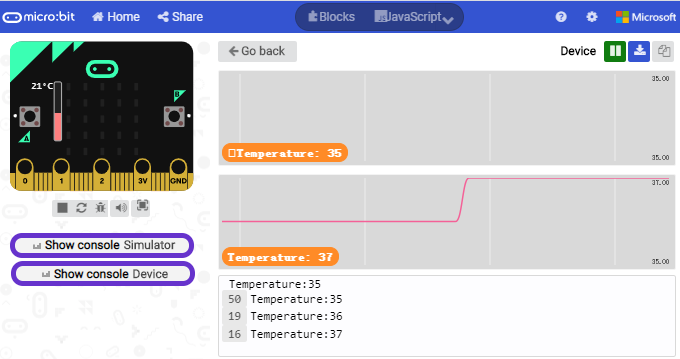 micro:bit Home Share Blocks JavaScript ? Microsoft
Go back Device
21°C
B
A
0 1 2 3V GND
35.00
Temperature: 35
35.00
37.00
Temperature: 37
35.00
Show console Simulator
Show console Device
Temperature:35
50 Temperature:35
19 Temperature:36
16 Temperature:37